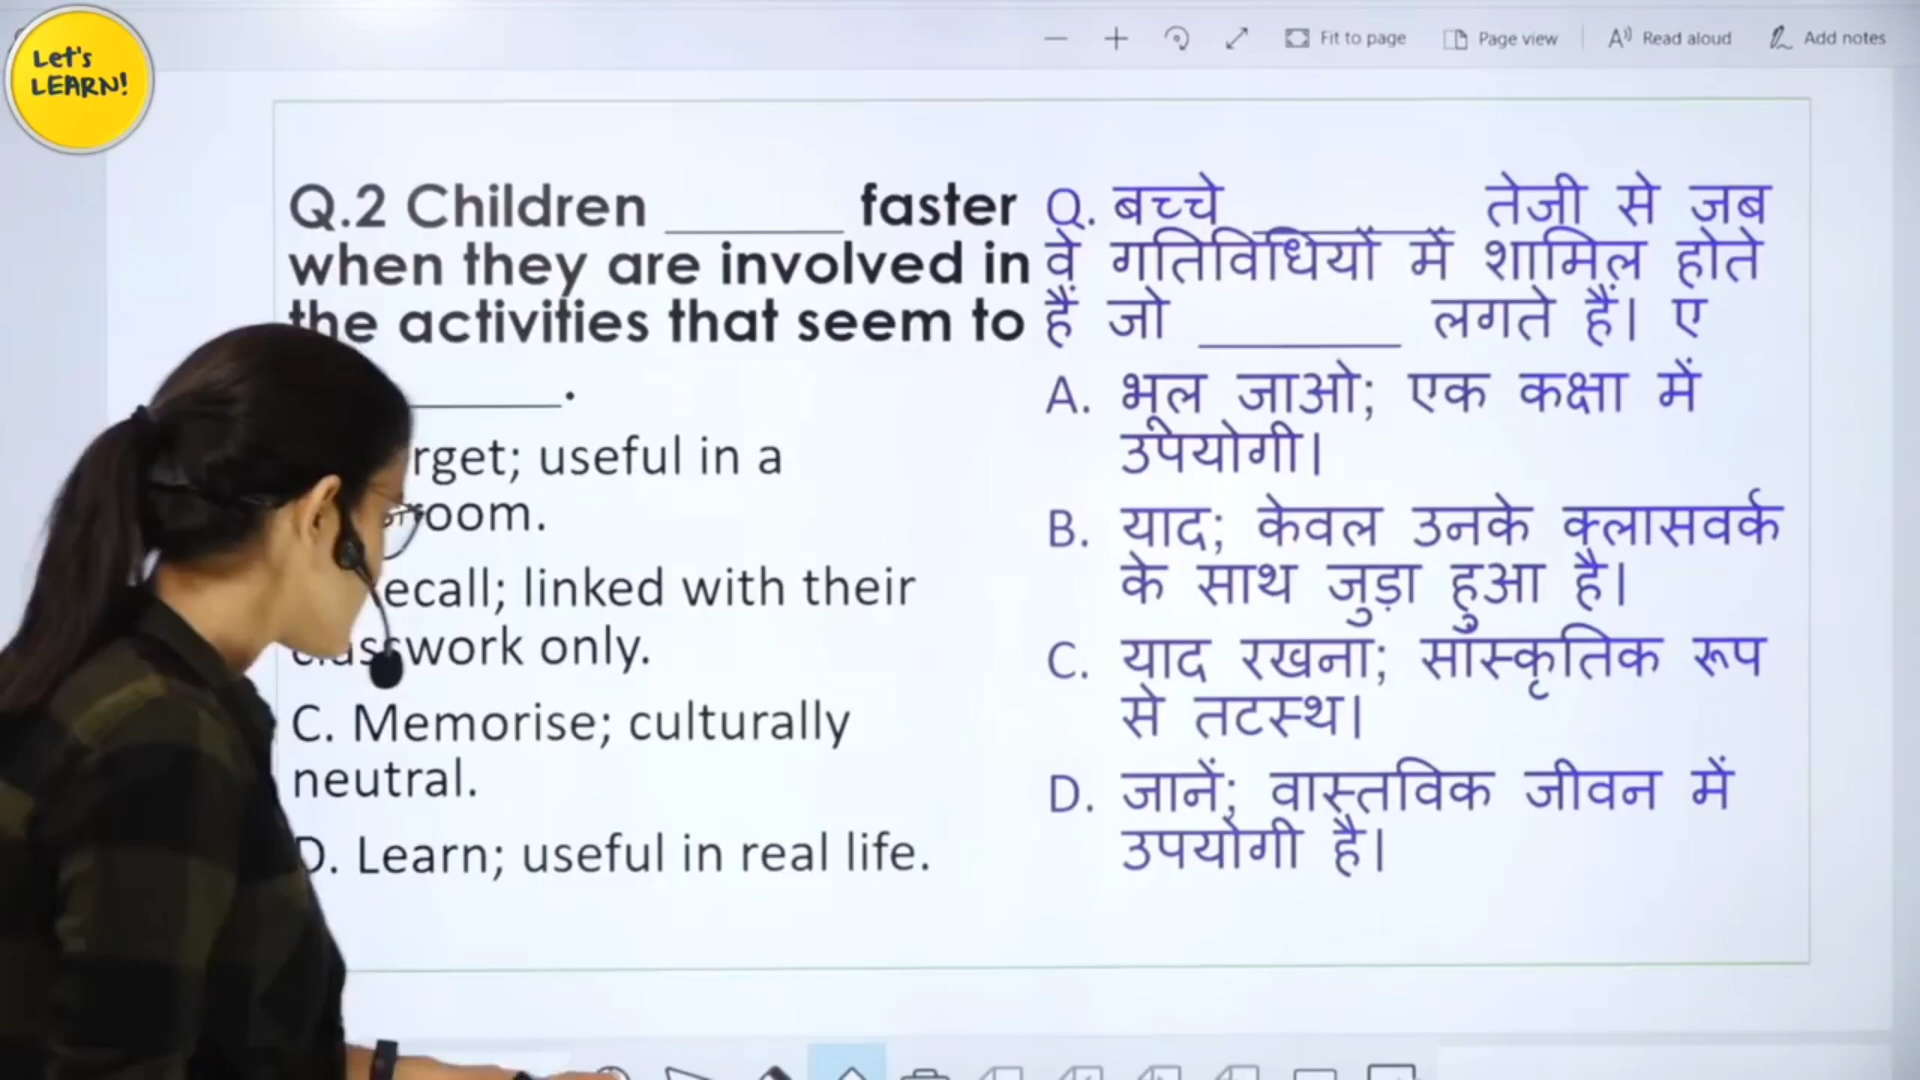 Let's
LEARN!
Fit to page
Page view
Read aloud
Add notes
Q.2 Children ______ faster
when they are involved in
the activities that seem to
______.
useful in a
ecall; linked with their
work only.
C. Memorise; culturally
neutral.
D. Learn; useful in real life.
Q. बच्चे ______ तेजी से जब
वे गतिविधियों में शामिल होते
हैं जो ______ लगते हैं। ए
A. भूल जाओ; एक कक्षा में
उपयोगी।
B. याद; केवल उनके क्लासवर्क
के साथ जुड़ा हुआ है।
C. याद रखना; सांस्कृतिक रूप
से तटस्थ।
D. जानें; वास्तविक जीवन में
उपयोगी है।